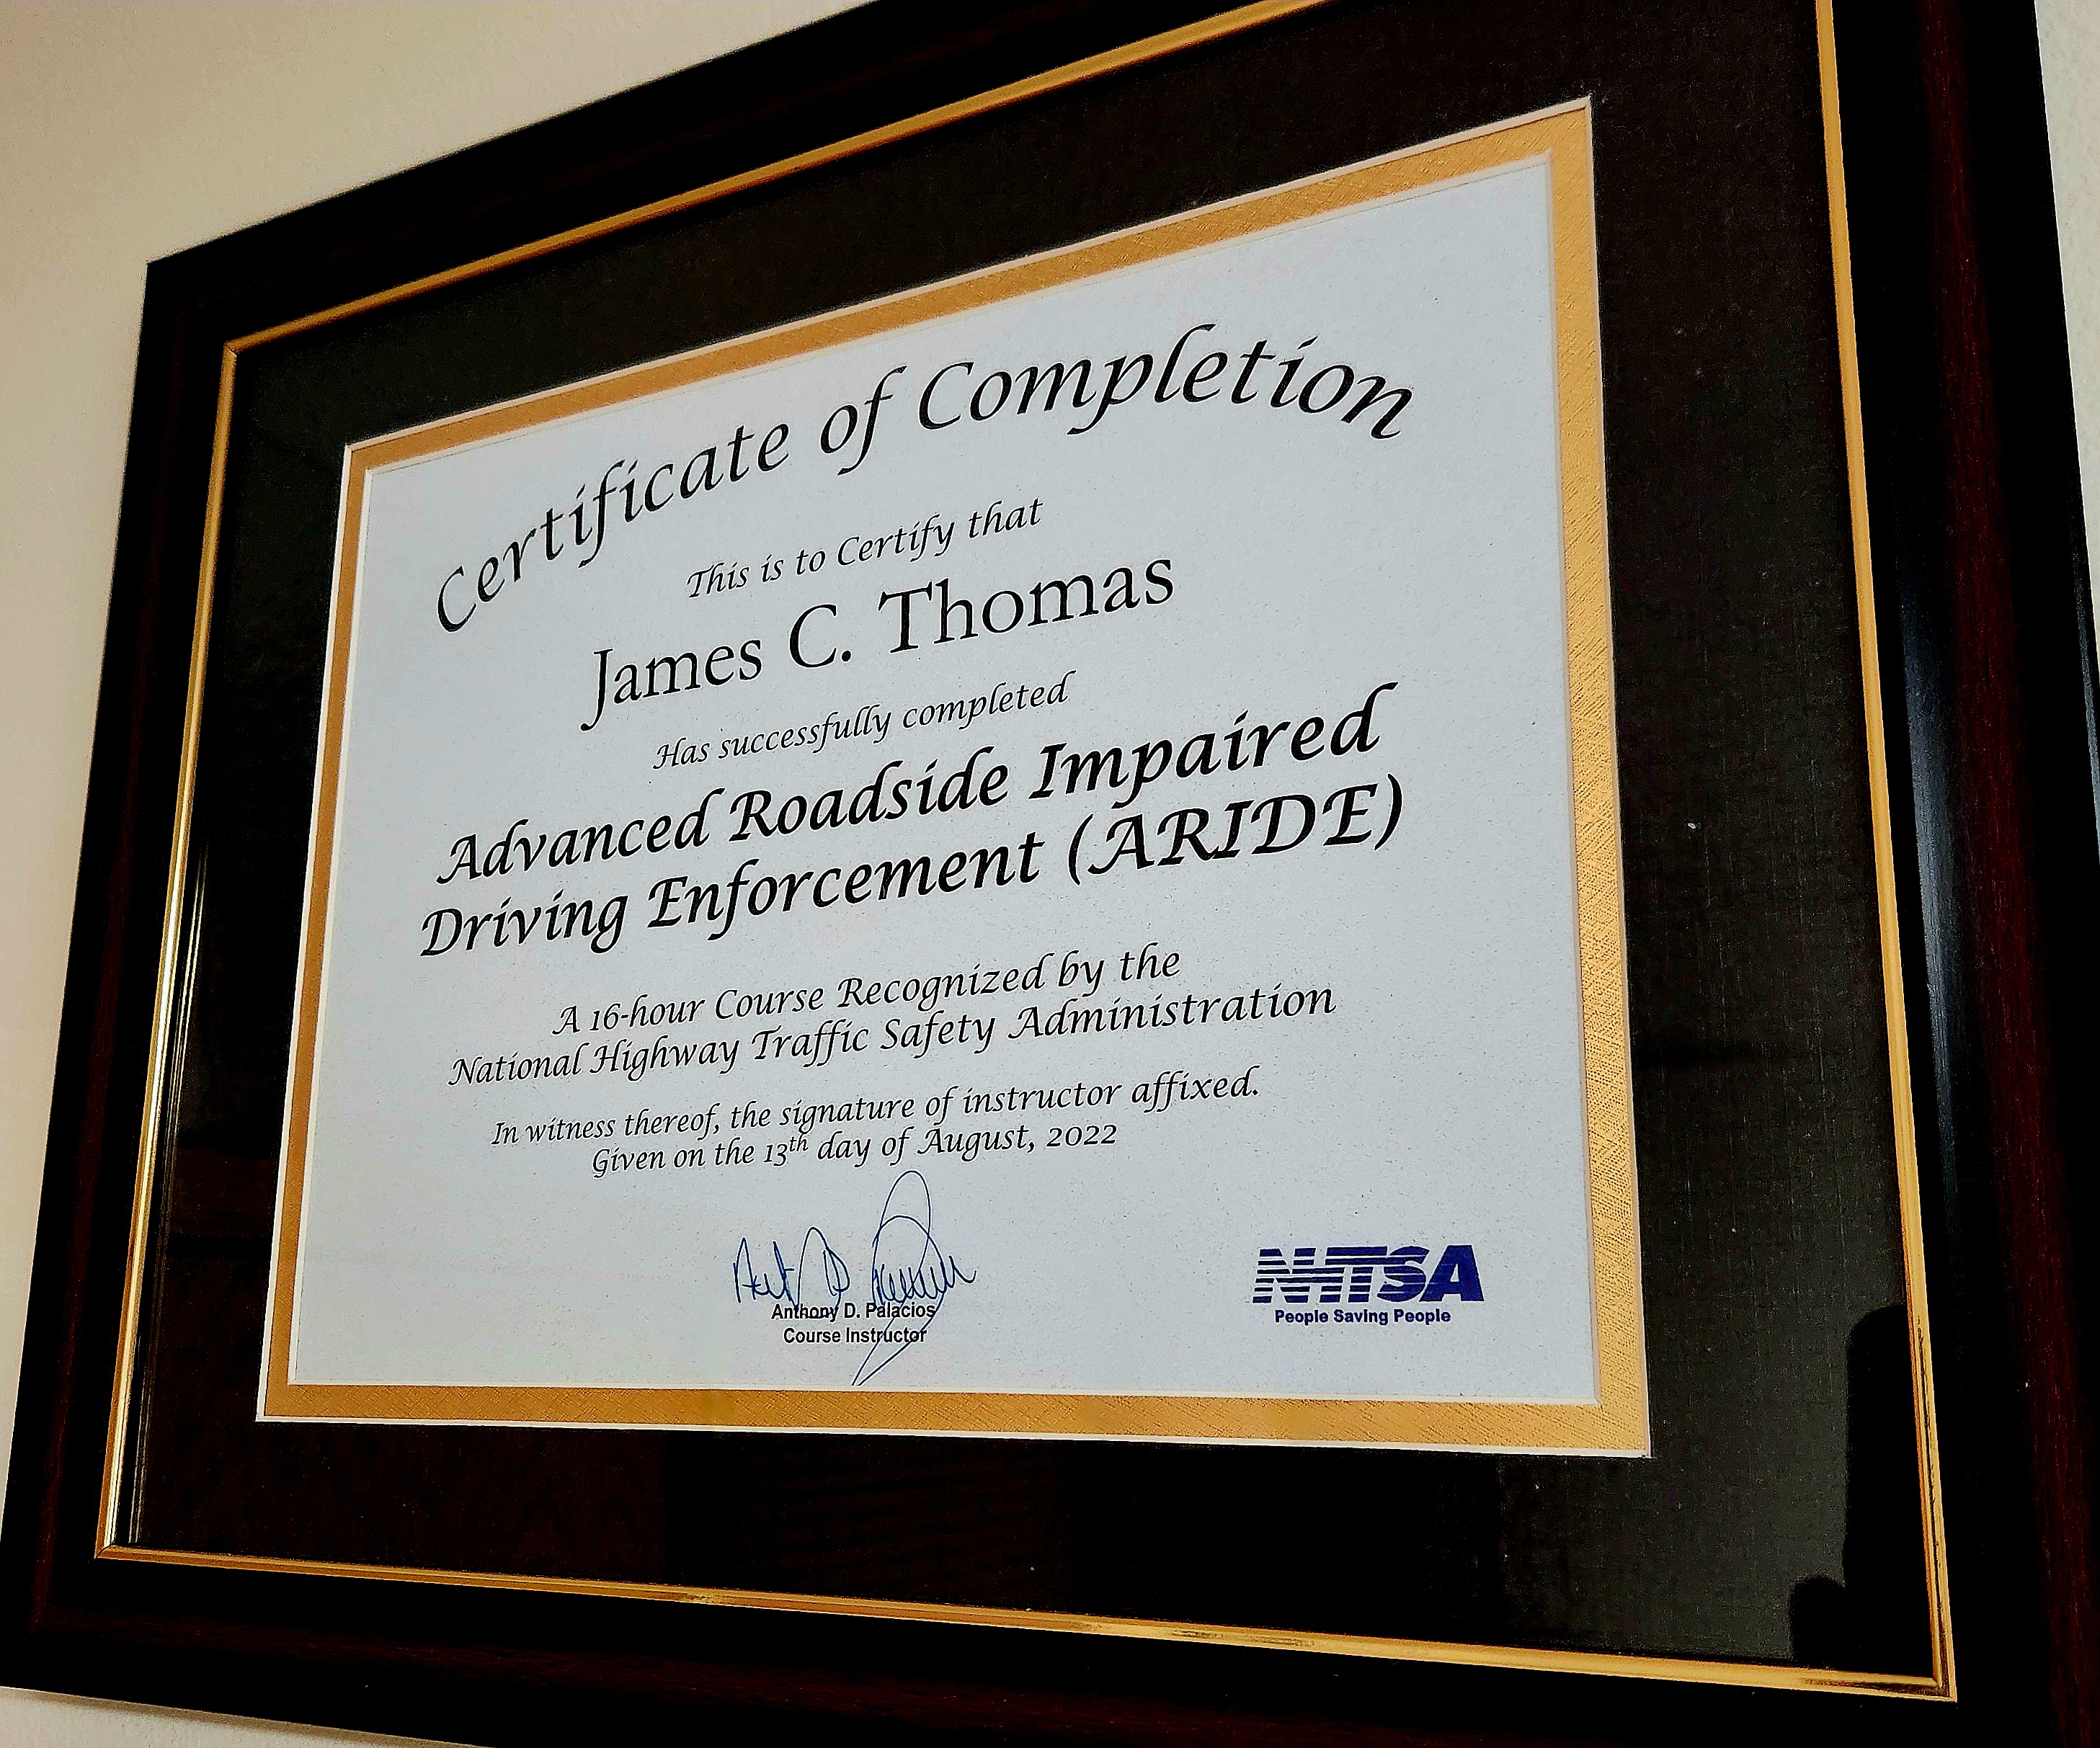 Certificate of Completion
This is to Certify that
James C. Thomas
Has successfully completed
Advanced Roadside Impaired
Driving Enforcement (ARIDE)
A 16-hour Course Recognized by the
National Highway Traffic Safety Administration
In witness thereof, the signature of instructor affixed.
Given on the 13th day of August, 2022
Anthony D. Palacios
Course Instructor
NHTSA
People Saving People